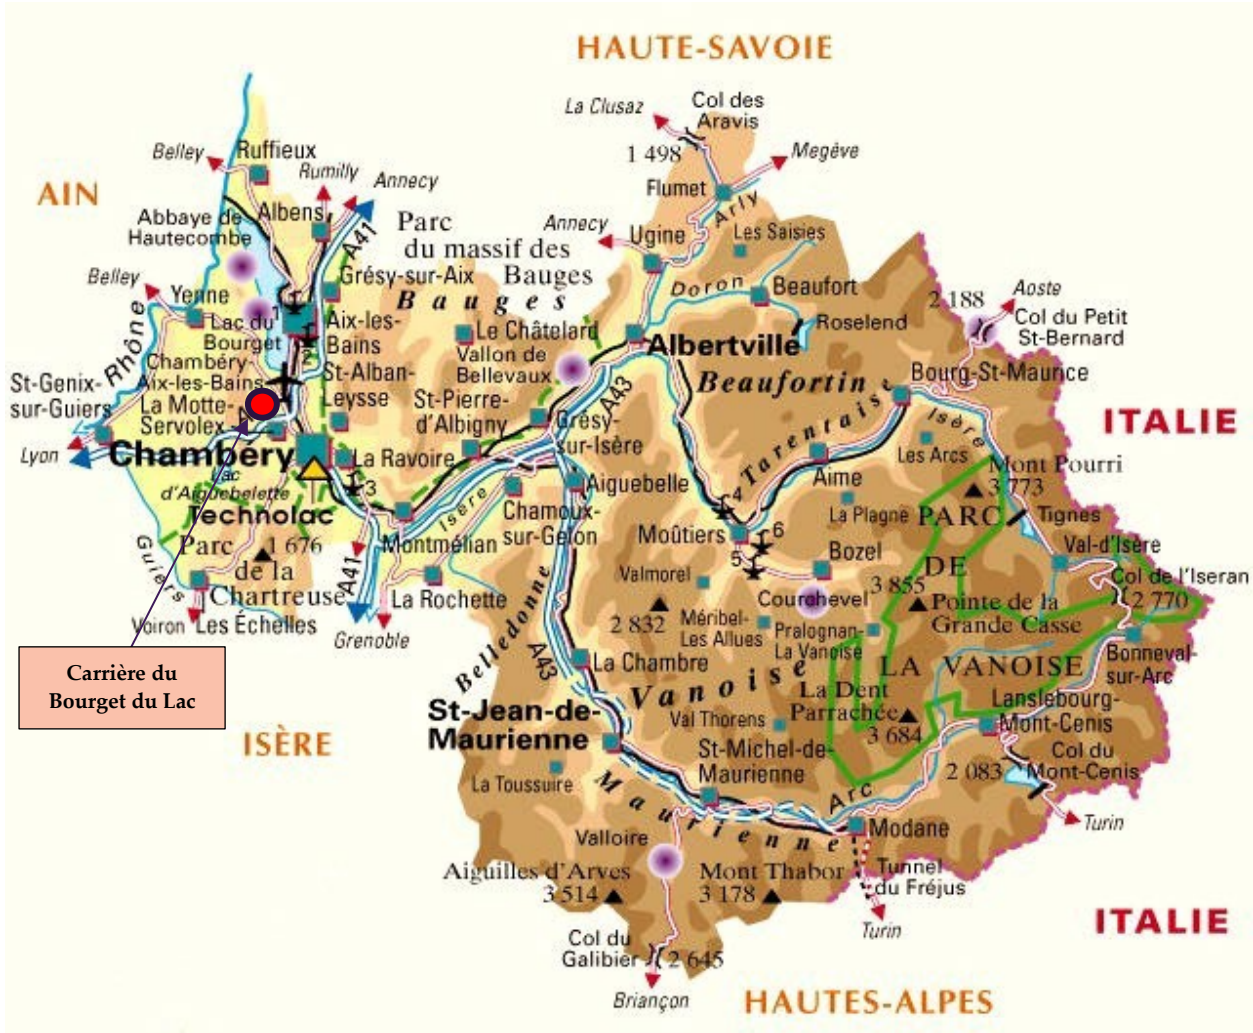 HAUTE-SAVOIE
La Clusaz
Col des
Aravis
1 498
Megève
Belley
Ruffieux
Rumilly
Annecy
Flumet
AIN
Abbaye de
Hautecombe
Albens
A41
Parc
du massif des
Bauges
Annecy
Ugine
Arly
Les Saisies
Belley
Yenne
Grésy-sur-Aix
Bauges
Doron
Beaufort
2 188
Aoste
Col du Petit
St-Bernard
Rhône
Lac du
Bourget
1
2
Aix-les-
Bains
Le Châtelard
Vallon de
Bellevaux
Albertville
Roselend
Beaufortin
Bourg-St-Maurice
St-Genix-
sur-Guiers
Chambéry-
Aix-les-Bains
La Motte-
Servolex
St-Alban-
Leysse
St-Pierre-
d'Albigny
A43
Grésy-
sur-Isère
Tarentaise
Isère
ITALIE
Lyon
Chambéry
La Ravoire
Aiguebelle
Aime
Les Arcs
Mont Pourri
3 773
Lac
d'Aiguebelette
3
Isère
Chamoux-
sur-Gelon
4
La Plagne
PARC
Tignes
Technolac
Parc
de la
Chartreuse
1 676
Guiers
A41
Montmélian
Moûtiers
5
6
Bozel
DE
Val-d'Isère
Voiron
Les Échelles
Grenoble
La Rochette
Belledonne
Valmorel
2 832
Courchevel
3 855
Pointe de la
Grande Casse
Col de l'Iseran
2 770
Méribel-
Les Allues
Pralognan-
La Vanoise
Carrière du
Bourget du Lac
A43
La Chambre
Vanoise
LA VANOISE
Bonneval-
sur-Arc
ISÈRE
St-Jean-de-
Maurienne
Val Thorens
La Dent
Parrachée
3 684
Lanslebourg-
Mont-Cenis
La Toussuire
St-Michel-de-
Maurienne
2 083
Col du
Mont-Cenis
Maurienne
Arc
Turin
Valloire
Modane
Aiguilles d'Arves
3 514
Mont Thabor
3 178
Tunnel
du Fréjus
Turin
ITALIE
Col du
Galibier
2 645
Briançon
HAUTES-ALPES